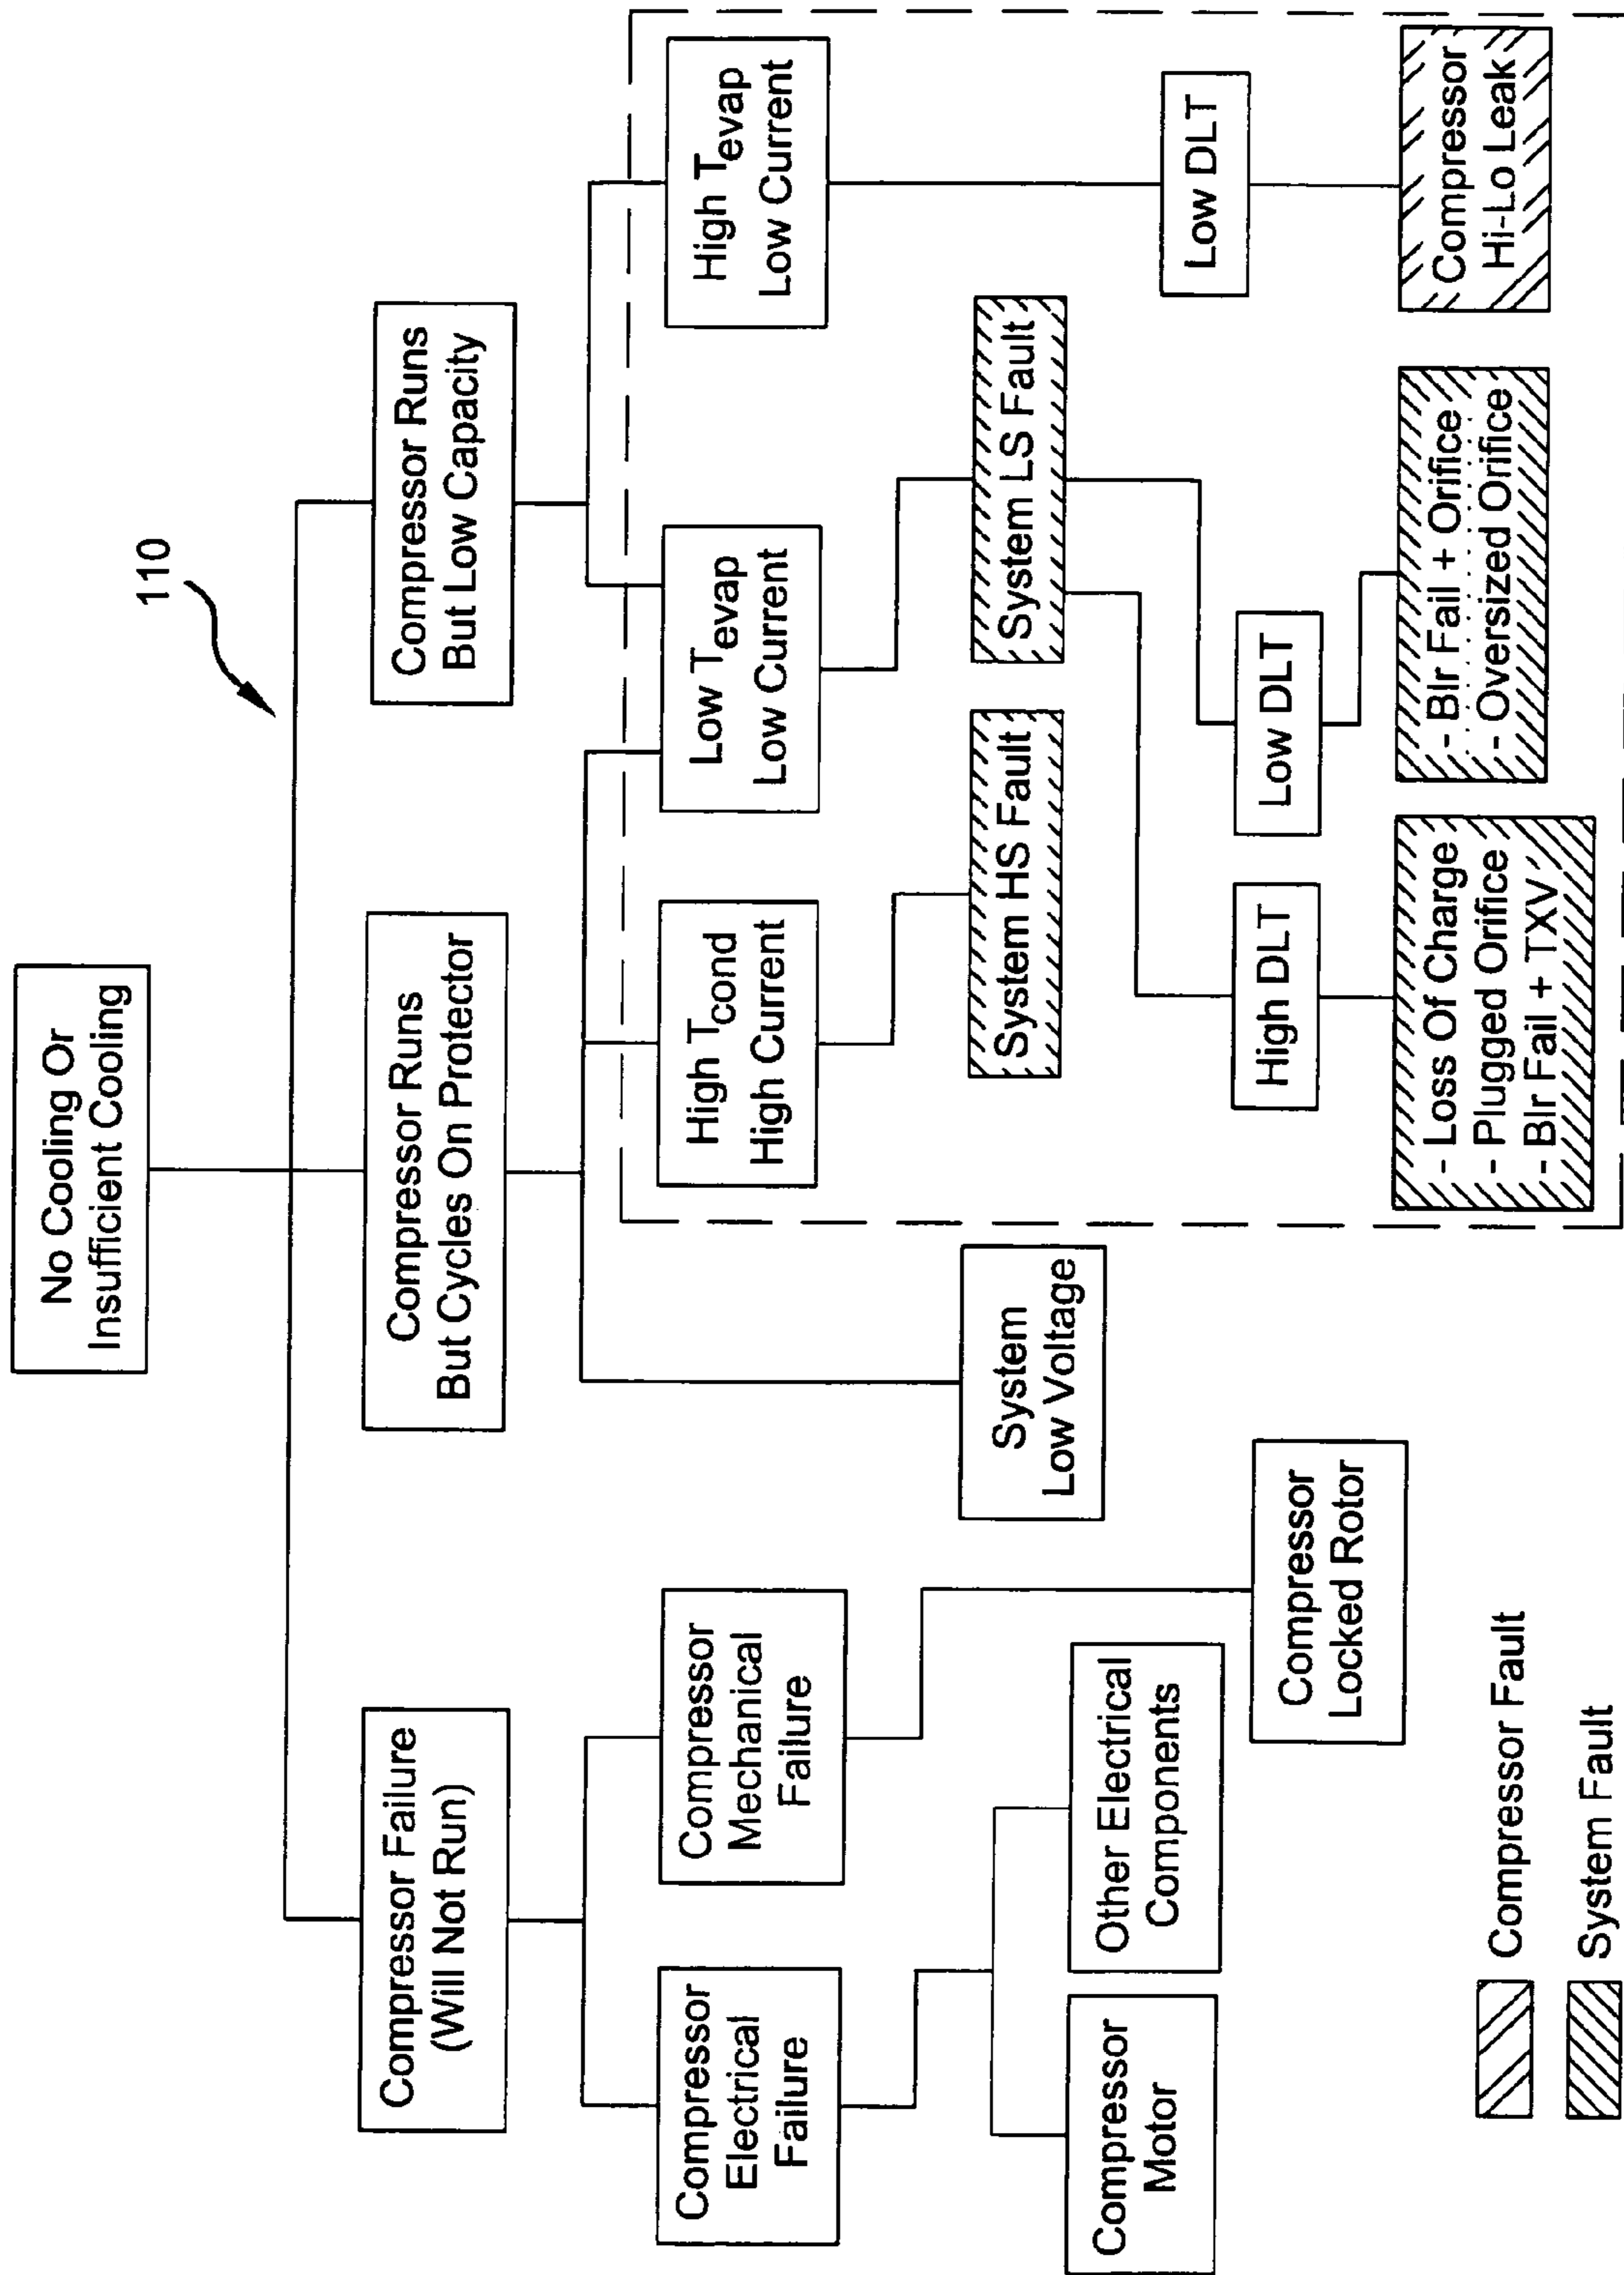 110
No Cooling Or
Insufficient Cooling
Compressor Failure
(Will Not Run)
Compressor Runs
But Cycles On Protector
Compressor Runs
But Low Capacity
Compressor
Electrical
Failure
Compressor
Mechanical
Failure
High Tcond
High Current
Low Tevap
Low Current
High Tevap
Low Current
System
Low Voltage
System HS Fault
System LS Fault
Compressor
Motor
Other Electrical
Components
Low DLT
High DLT
Low DLT
Compressor
Locked Rotor
- Loss Of Charge
- Plugged Orifice
- Blr Fail + TXV
- Blr Fail + Orifice
- Oversized Orifice
Compressor
Hi-Lo Leak
Compressor Fault
System Fault